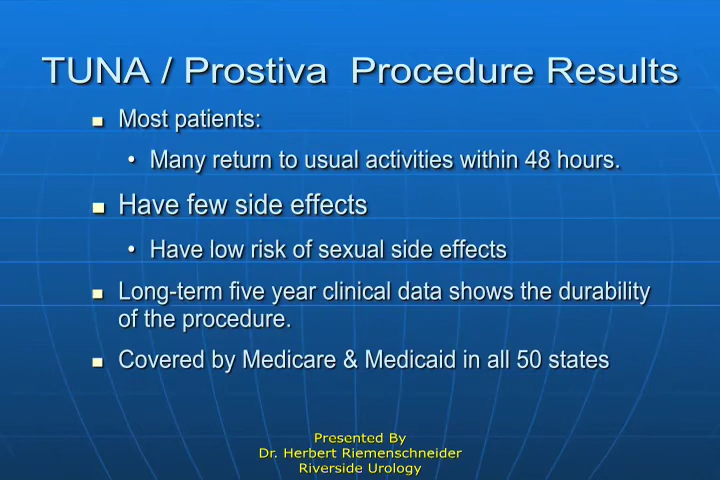 TUNA / Prostiva Procedure Results
Most patients:
Many return to usual activities within 48 hours.
Have few side effects
Have low risk of sexual side effects
Long-term five year clinical data shows the durability
of the procedure.
Covered by Medicare & Medicaid in all 50 states
Presented By
Dr. Herbert Riemenschneider
Riverside Urology